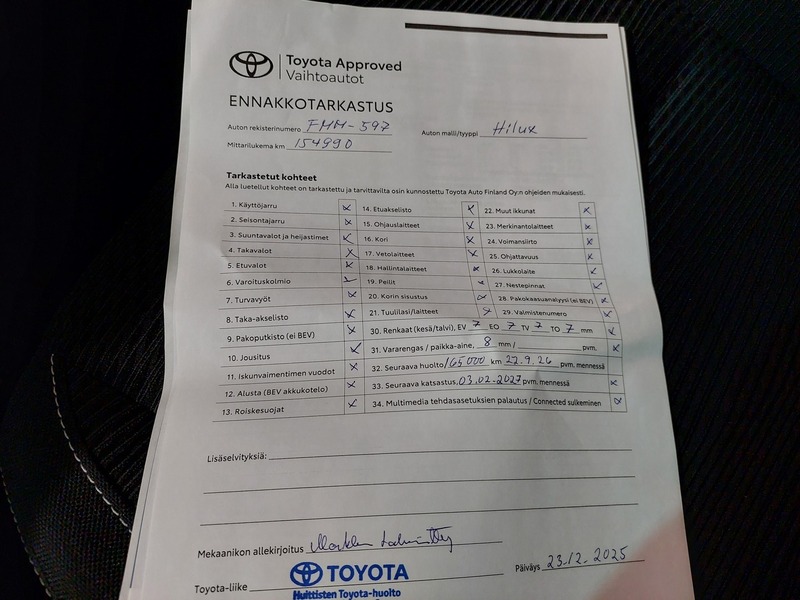 Toyota Approved
Vaihtoautot
ENNAKKOTARKASTUS
Auton rekisterinumero FMM-597 Auton malli/tyyppi Hilux
Mittarilukema km 154990
Tarkastetut kohteet
Alla luetellut kohteet on tarkastettu ja tarvittavilta osin kunnostettu Toyota Auto Finland Oy:n ohjeiden mukaisesti.
1. Käyttöjarru x 14. Etuakselisto x 22. Muut ikkunat x
2. Seisontajarru x 15. Ohjauslaitteet x 23. Merkinantolaitteet x
3. Suuntavalot ja heijastimet x 16. Kori x 24. Voimansiirto x
4. Takavalot x 17. Vetolaitteet x 25. Ohjattavuus x
5. Etuvalot x 18. Hallintalaitteet x 26. Lukkolaite x
6. Varoituskolmio x 19. Peilit x 27. Nestepinnat x
7. Turvavyöt x 20. Korin sisustus x 28. Pakokaasuanalyysi (ei BEV) x
8. Taka-akselisto x 21. Tuulilasi/laitteet x 29. Valmistenumero x
9. Pakoputkisto (ei BEV) x 30. Renkaat (kesä/talvi), EV 7 EO 7 TV 7 TO 7 mm x
10. Jousitus x 31. Vararengas / paikka-aine, 8 mm / pvm. x
11. Iskunvaimentimen vuodot x 32. Seuraava huolto 165000 km 22.9.26 pvm. mennessä
12. Alusta (BEV akkukotelo) x 33. Seuraava katsastus 03.02.2027 pvm. mennessä x
13. Roiskesuojat x 34. Multimedia tehdasasetuksien palautus / Connected sulkeminen x
Lisäselvityksiä:
Mekaanikon allekirjoitus
Toyota-liike TOYOTA Päiväys 23.12.2025
Huittisten Toyota-huolto